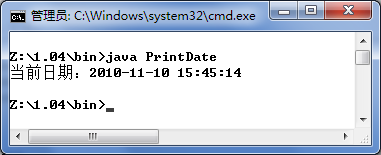 管理员: C:\Windows\system32\cmd.exe
Z:\1.04\bin>java PrintDate
当前日期：2010-11-10 15:45:14
Z:\1.04\bin>